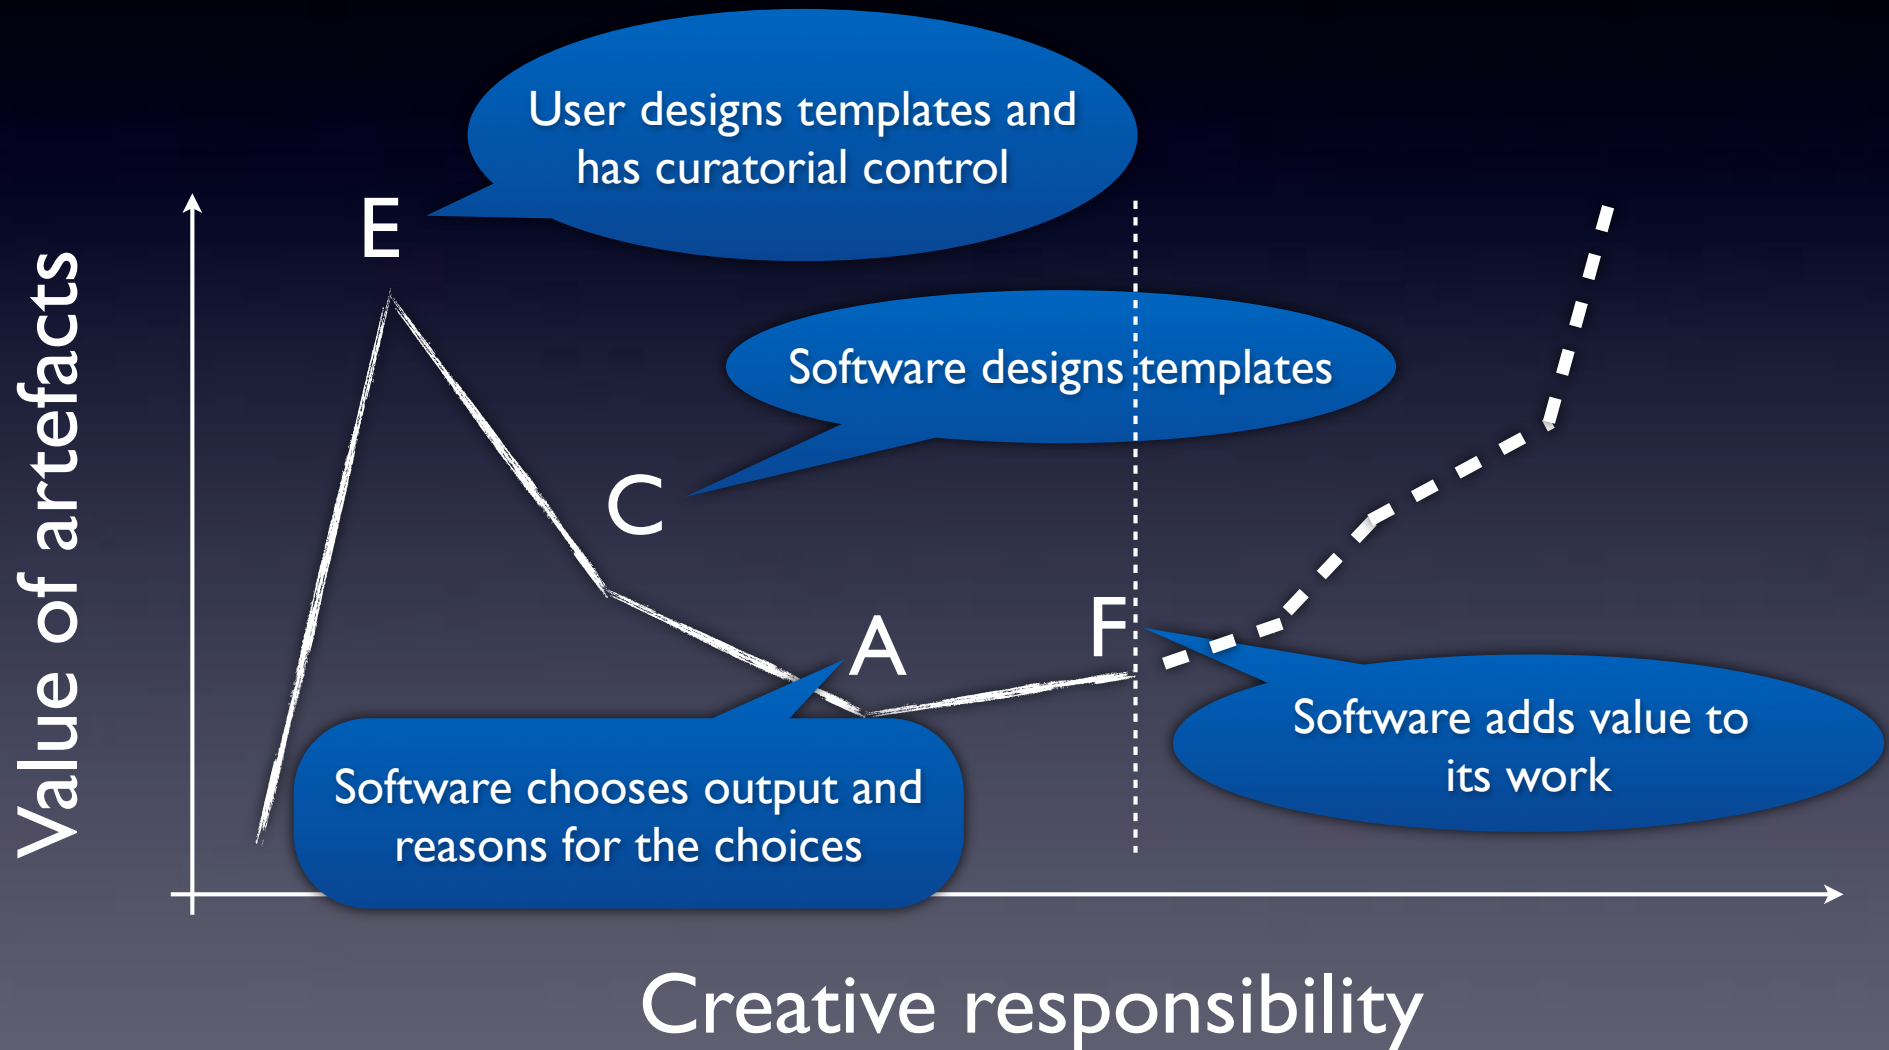 User designs templates and
has curatorial control
E
Software designs templates
C
A
F
Software chooses output and
reasons for the choices
Software adds value to
its work
Value of artefacts
Creative responsibility